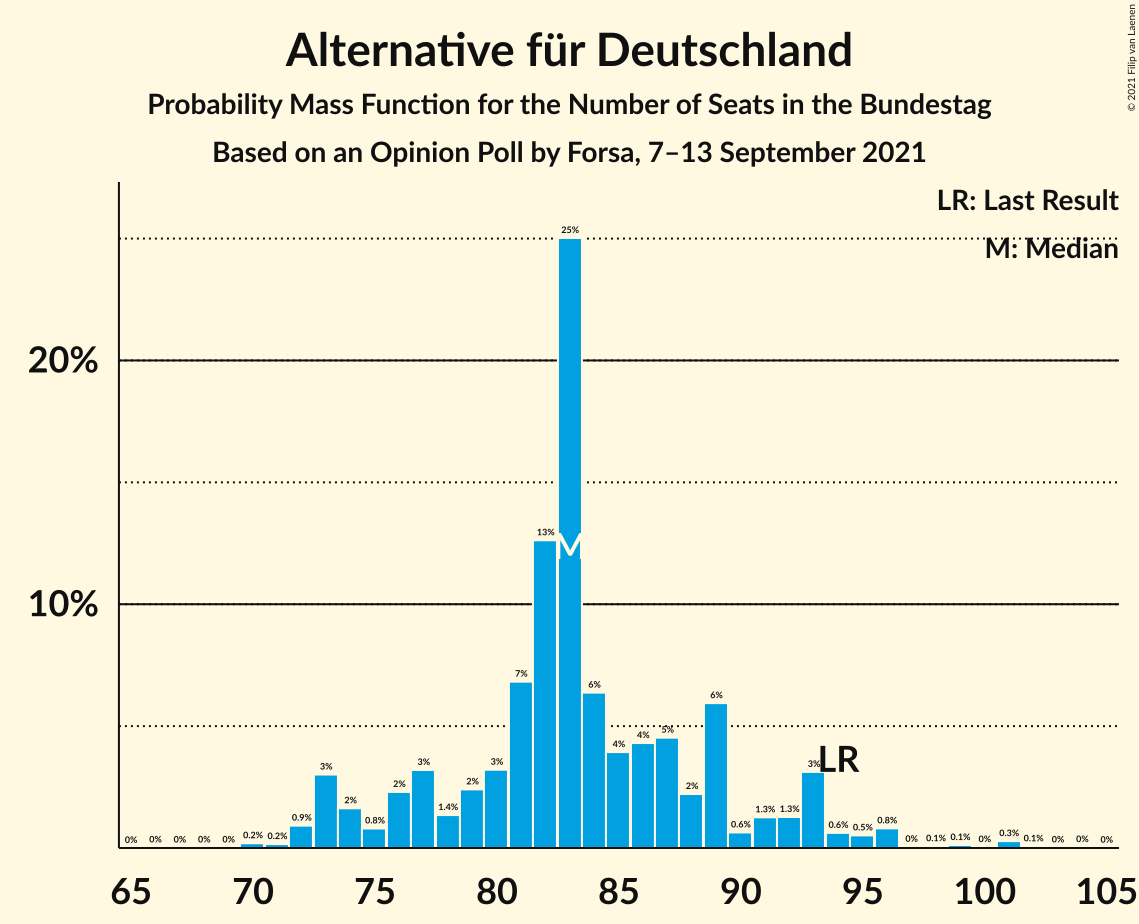 © 2021 Filip van Laenen
Alternative für Deutschland
Probability Mass Function for the Number of Seats in the Bundestag
Based on an Opinion Poll by Forsa, 7–13 September 2021
LR: Last Result
M: Median
25%
20%
13%
M
10%
7%
6%
6%
5%
4%
4%
LR
3%
3%
3%
3%
3%
2%
2%
2%
2%
1.4%
1.3%
1.3%
0.9%
0.8%
0.8%
0.6%
0.6%
0.5%
0% 0% 0% 0% 0% 0.2% 0.2% 0% 0.1% 0.1% 0% 0.3% 0.1% 0% 0% 0%
65 70 75 80 85 90 95 100 105